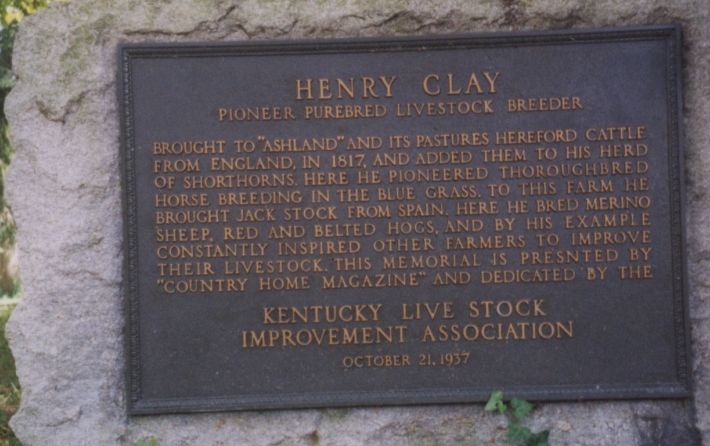 HENRY CLAY
PIONEER PUREBRED LIVESTOCK BREEDER
BROUGHT TO "ASHLAND" AND ITS PASTURES HEREFORD CATTLE
FROM ENGLAND, IN 1817, AND ADDED THEM TO HIS HERD
OF SHORTHORNS. HERE HE PIONEERED THOROUGHBRED
HORSE BREEDING IN THE BLUE GRASS. TO THIS FARM HE
BROUGHT JACK STOCK FROM SPAIN. HERE HE BRED MERINO
SHEEP, RED AND BELTED HOGS, AND BY HIS EXAMPLE
CONSTANTLY INSPIRED OTHER FARMERS TO IMPROVE
THEIR LIVESTOCK. THIS MEMORIAL IS PRESNTED BY
"COUNTRY HOME MAGAZINE" AND DEDICATED BY THE
KENTUCKY LIVE STOCK
IMPROVEMENT ASSOCIATION
OCTOBER 21, 1937